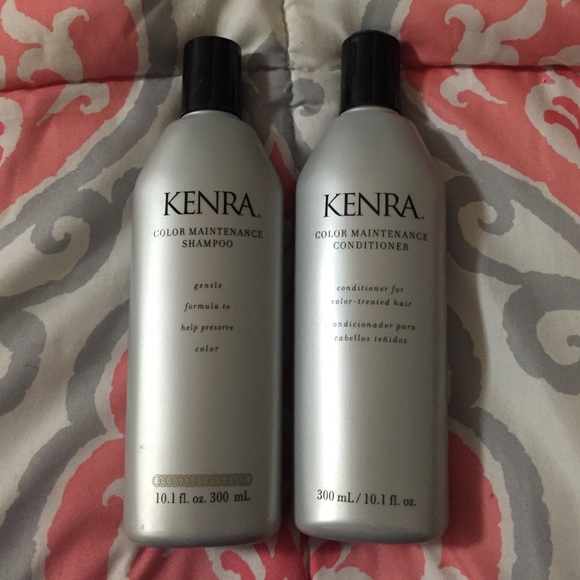 KENRA
COLOR MAINTENANCE
SHAMPOO
gentle
formula to
help preserve
color
10.1 fl. oz. 300 mL
KENRA
COLOR MAINTENANCE
CONDITIONER
conditioner for
color-treated hair
ondicionador para
cabellos teñidos
300 mL / 10.1 fl. oz.